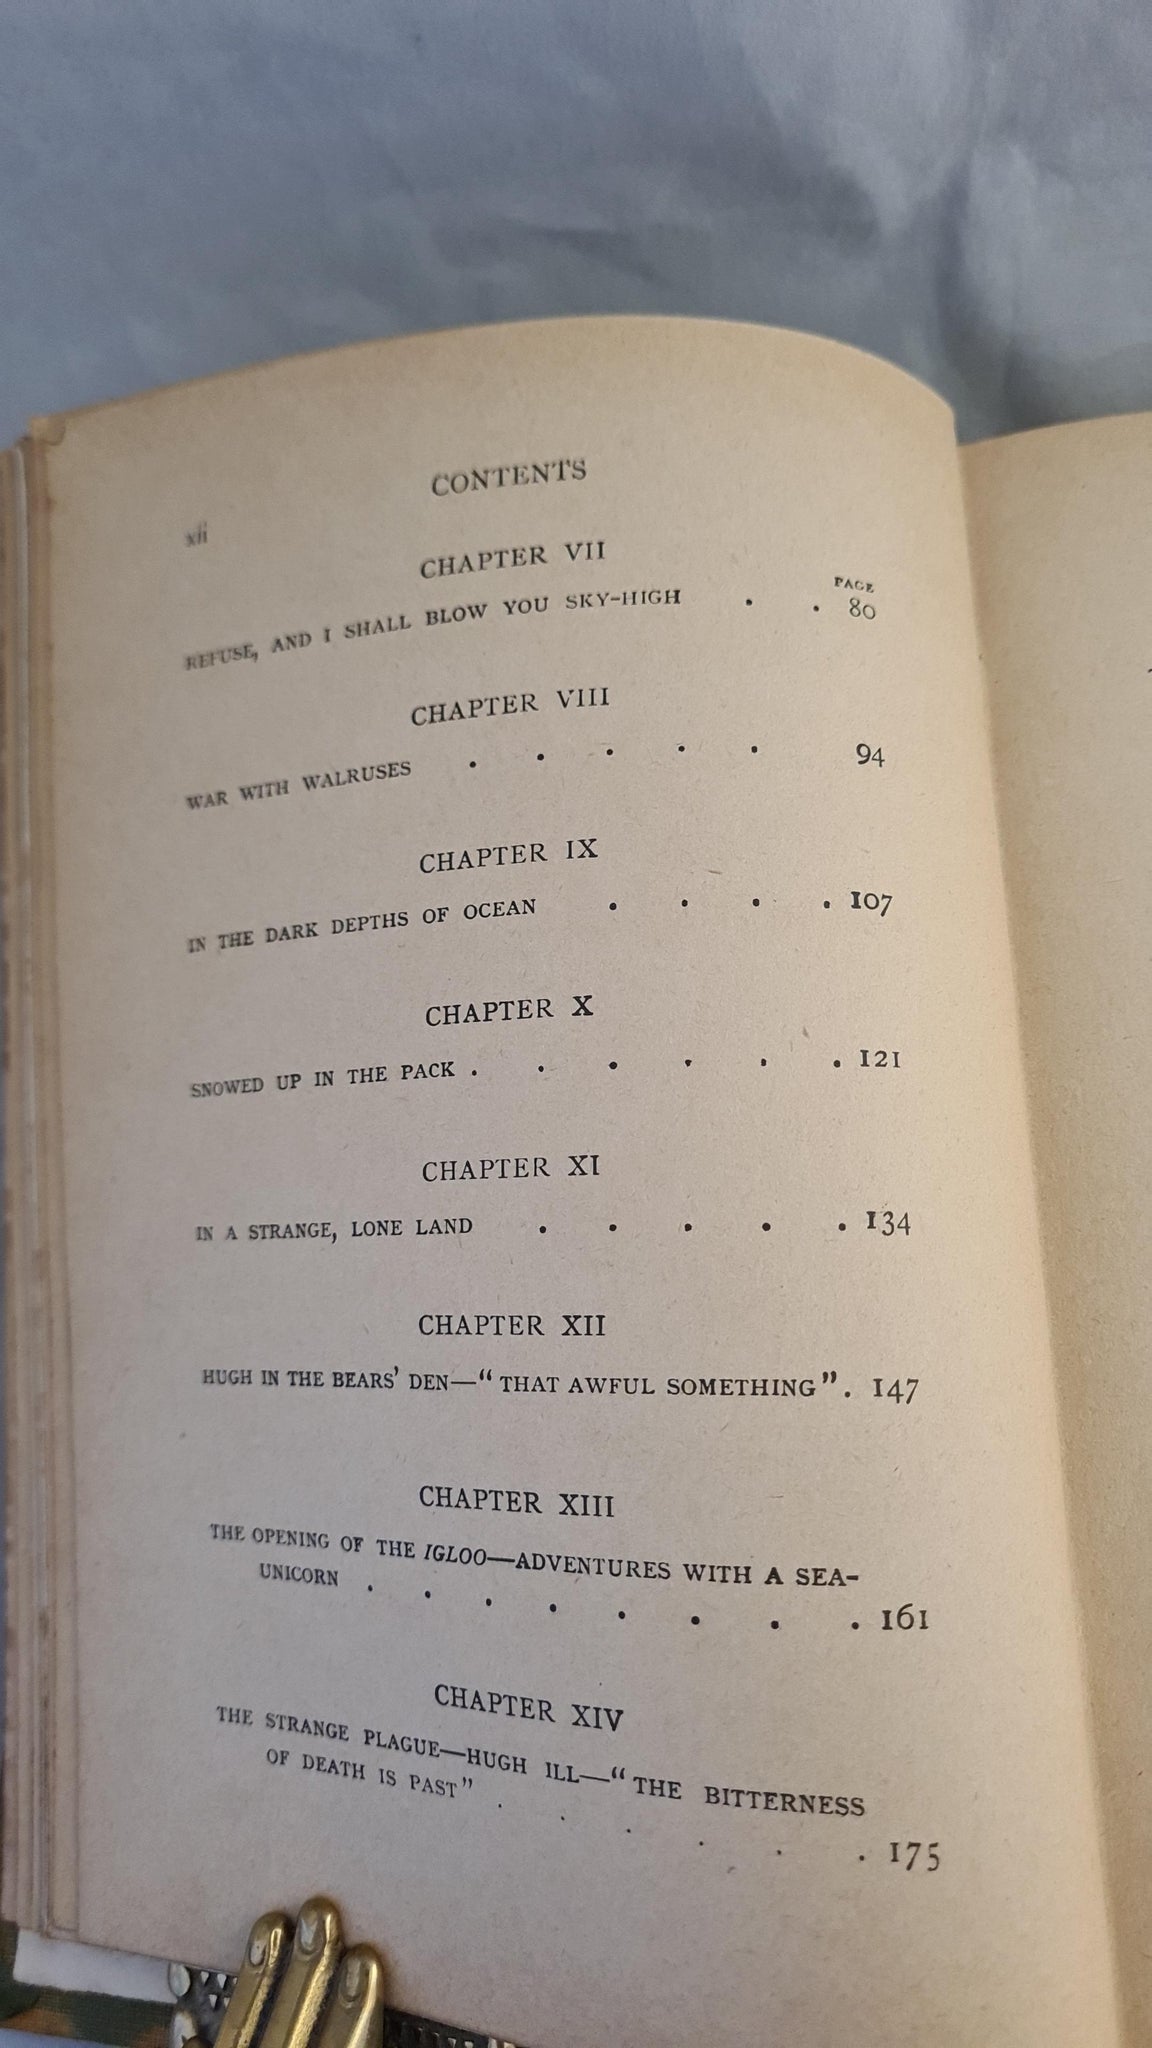 CONTENTS
xii
CHAPTER VII
PAGE
REFUSE, AND I SHALL BLOW YOU SKY-HIGH . . 80
CHAPTER VIII
WAR WITH WALRUSES . . . . . 94
CHAPTER IX
IN THE DARK DEPTHS OF OCEAN . . . . 107
CHAPTER X
SNOWED UP IN THE PACK . . . . . . 121
CHAPTER XI
IN A STRANGE, LONE LAND . . . . . 134
CHAPTER XII
HUGH IN THE BEARS' DEN—"THAT AWFUL SOMETHING" . 147
CHAPTER XIII
THE OPENING OF THE IGLOO—ADVENTURES WITH A SEA-
UNICORN . . . . . . . . 161
CHAPTER XIV
THE STRANGE PLAGUE—HUGH ILL—"THE BITTERNESS
OF DEATH IS PAST" . . . . . . 175